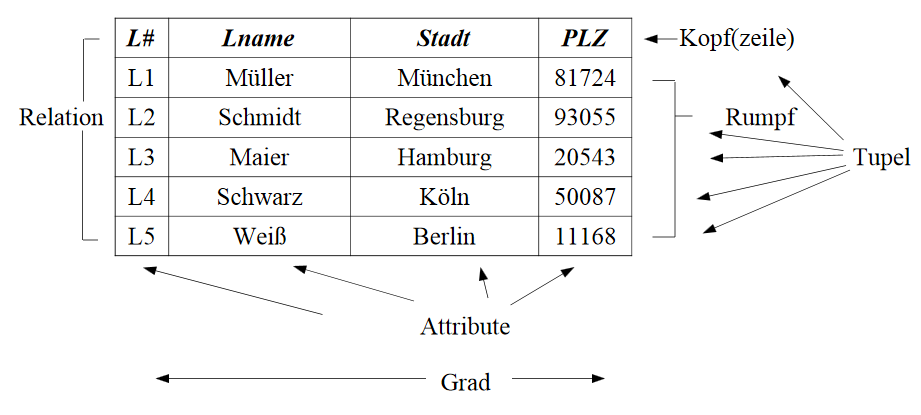 L# Lname Stadt PLZ Kopf(zeile)
L1 Müller München 81724
Relation L2 Schmidt Regensburg 93055 Rumpf
L3 Maier Hamburg 20543 Tupel
L4 Schwarz Köln 50087
L5 Weiß Berlin 11168
Attribute
Grad